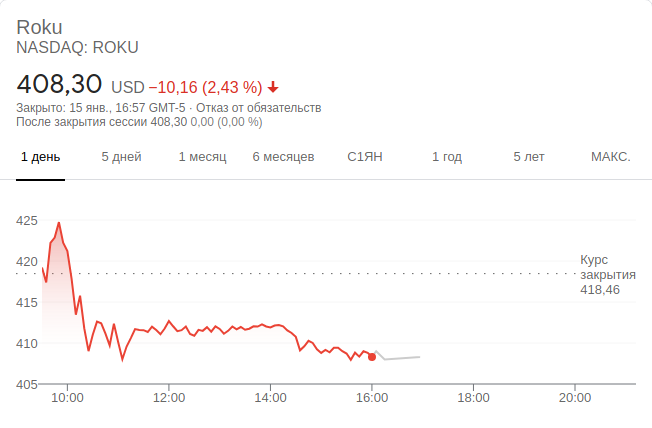 Roku
NASDAQ: ROKU
408,30 USD −10,16 (2,43 %)
Закрыто: 15 янв., 16:57 GMT-5 · Отказ от обязательств
После закрытия сессии 408,30 0,00 (0,00 %)
1 день 5 дней 1 месяц 6 месяцев С1ЯН 1 год 5 лет МАКС.
425
420
415
410
405
Курс
закрытия
418,46
10:00 12:00 14:00 16:00 18:00 20:00